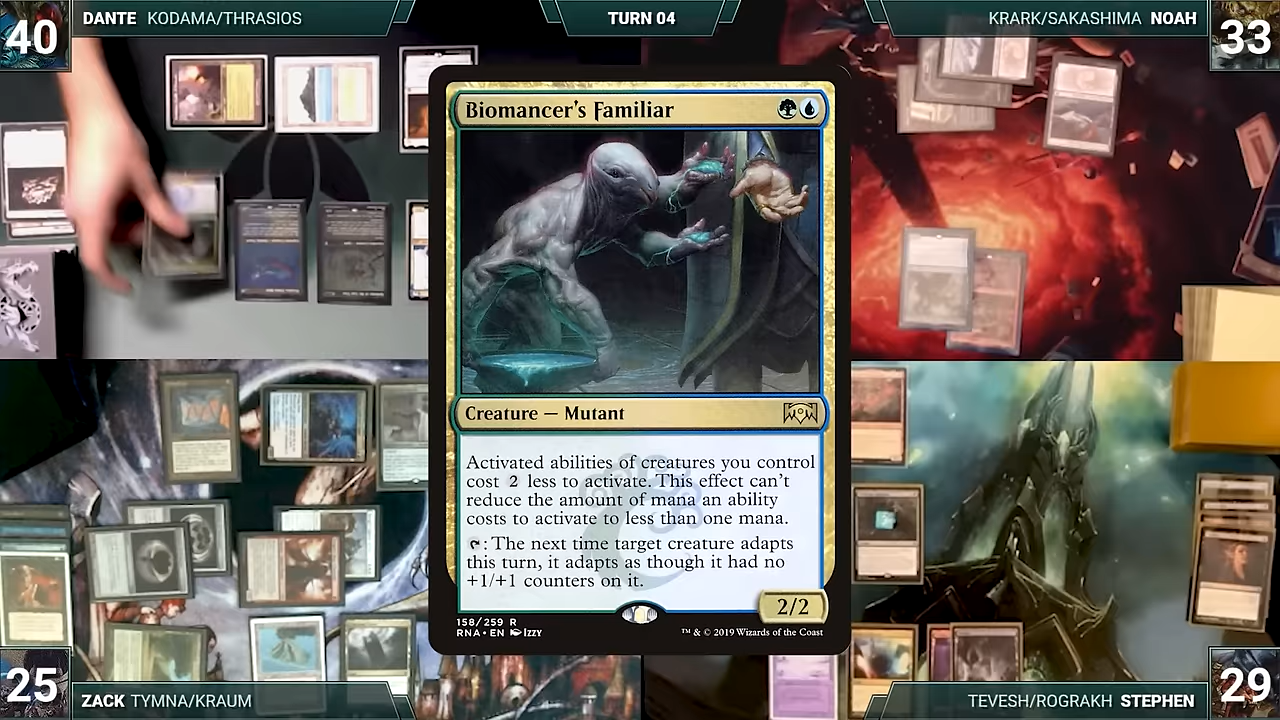 40
DANTE KODAMA/THRASIOS
TURN 04
KRARK/SAKASHIMA NOAH
33
Biomancer's Familiar
Creature — Mutant
Activated abilities of creatures you control
cost 2 less to activate. This effect can't
reduce the amount of mana an ability
costs to activate to less than one mana.
: The next time target creature adapts
this turn, it adapts as though it had no
+1/+1 counters on it.
2/2
158/259 R
RNA • EN Izzy
™ & © 2019 Wizards of the Coast
25
ZACK TYMNA/KRAUM
TEVESH/ROGRAKH STEPHEN
29